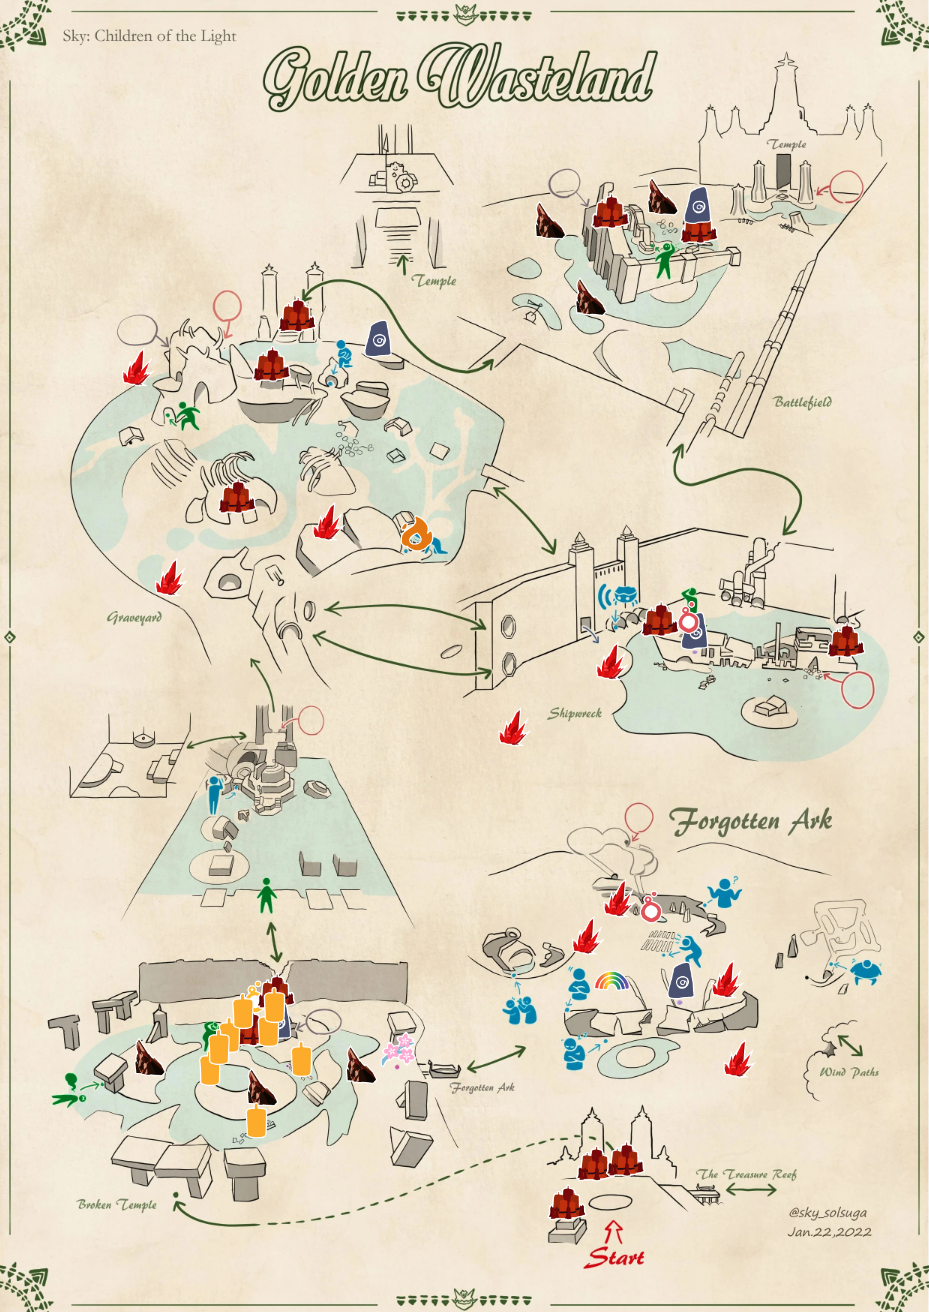 Sky: Children of the Light
Golden Wasteland
Temple
Temple
Battlefield
Graveyard
Shipwreck
Forgotten Ark
Wind Paths
Forgotten Ark
The Treasure Reef
Broken Temple
@sky_solsuga
Jan.22,2022
Start
?